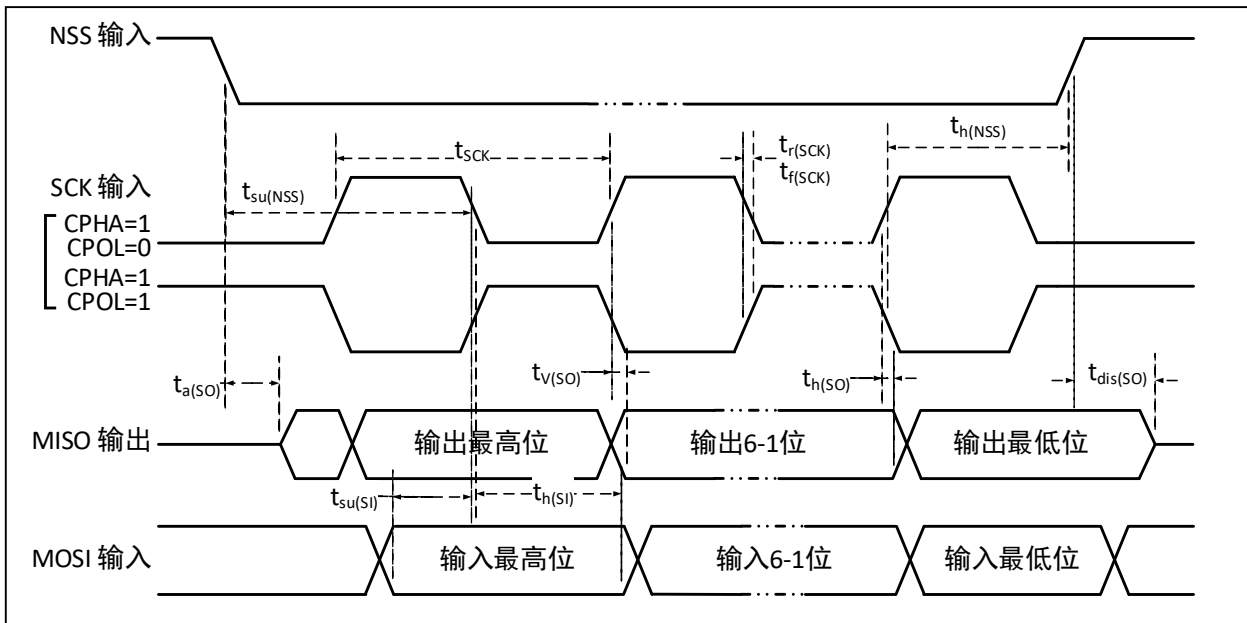 NSS 输入
t_SCK
t_h(NSS)
t_r(SCK)
t_f(SCK)
SCK 输入
t_su(NSS)
CPHA=1
CPOL=0
CPHA=1
CPOL=1
t_a(SO)
t_V(SO)
t_h(SO)
t_dis(SO)
MISO 输出
输出最高位
输出6-1位
输出最低位
t_su(SI)
t_h(SI)
MOSI 输入
输入最高位
输入6-1位
输入最低位